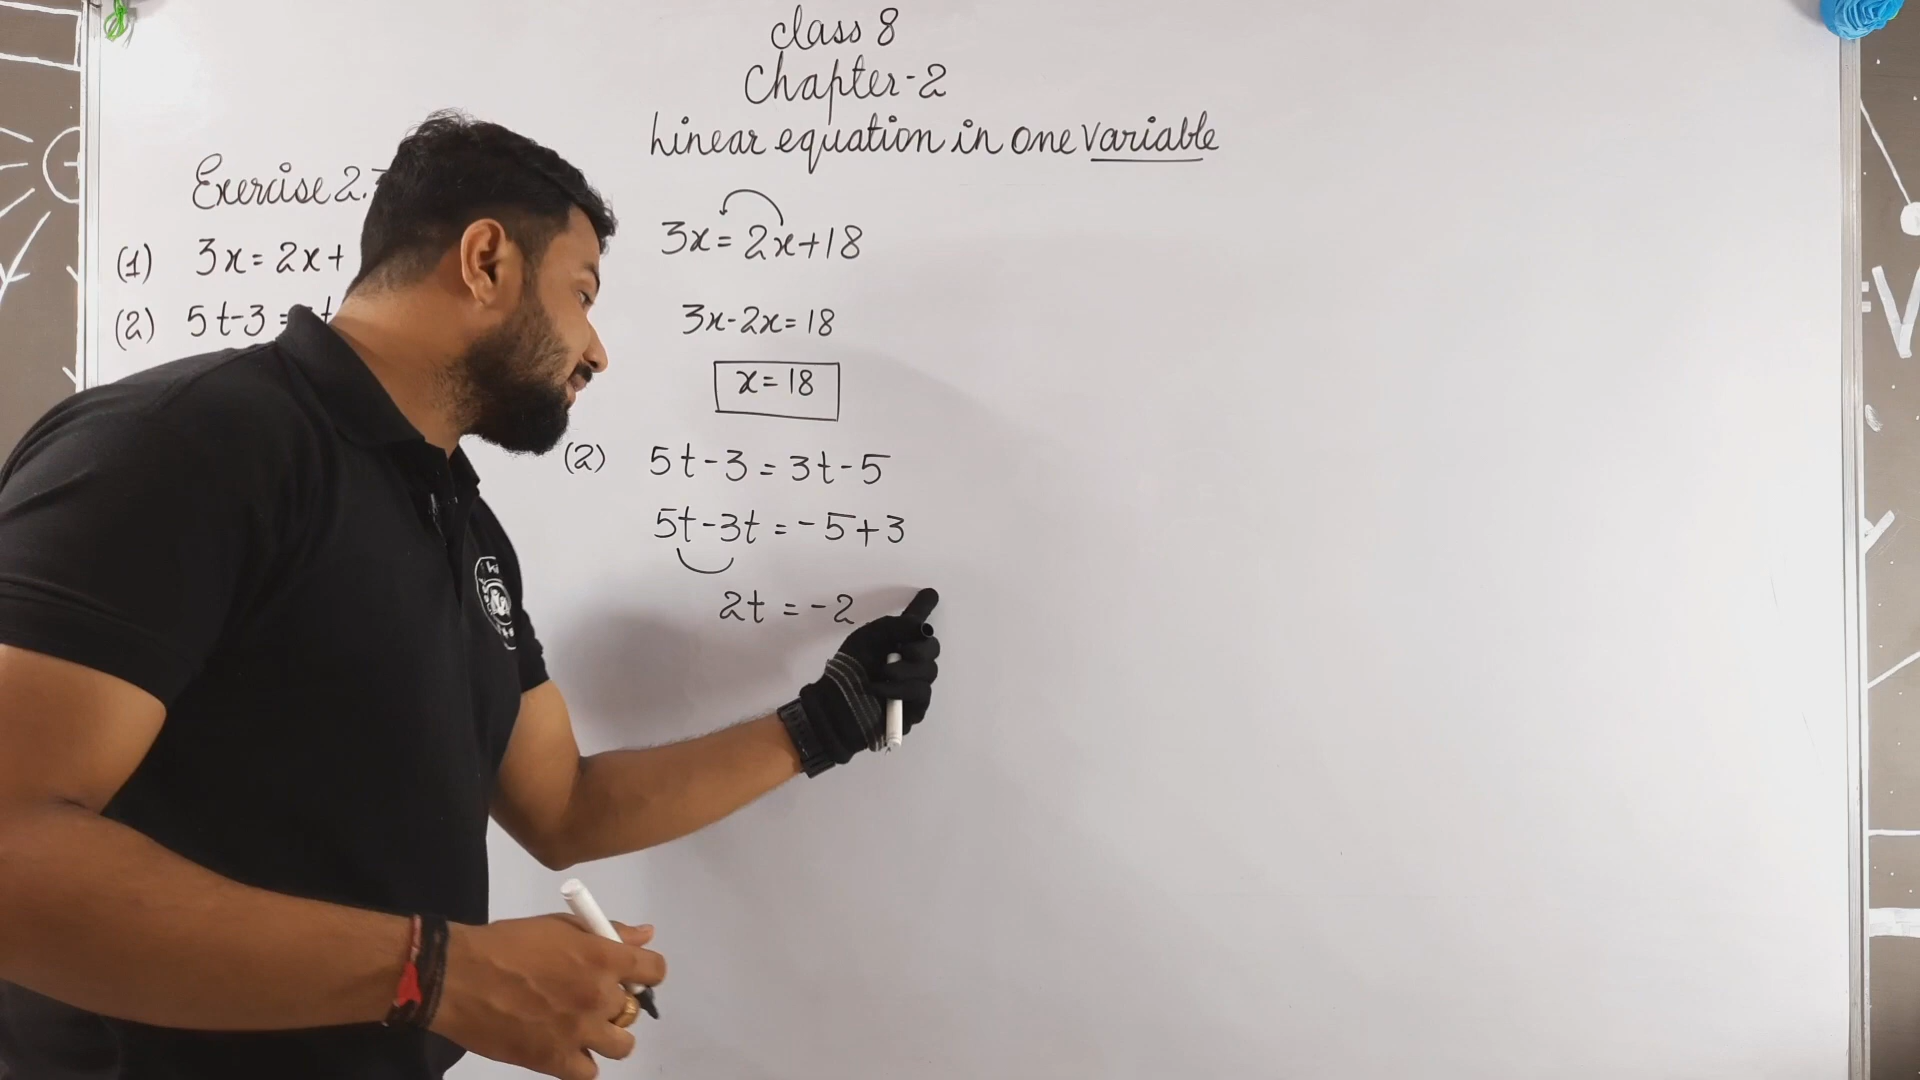 class 8
Chapter-2
Linear equation in one variable
Exercise 2.
(1) 3x = 2x +
(2) 5t-3 = t
3x = 2x+18
3x-2x=18
x=18
(2) 5t-3=3t-5
5t-3t=-5+3
2t=-2